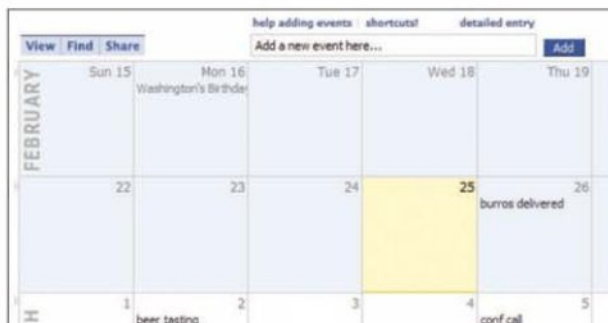 help adding events shortcuts! detailed entry
View Find Share Add a new event here... Add
FEBRUARY
Sun 15 Mon 16 Tue 17 Wed 18 Thu 19
Washington's Birthday
22 23 24 25 26
burros delivered
1 2 3 4 5
H
beer tasting conf call